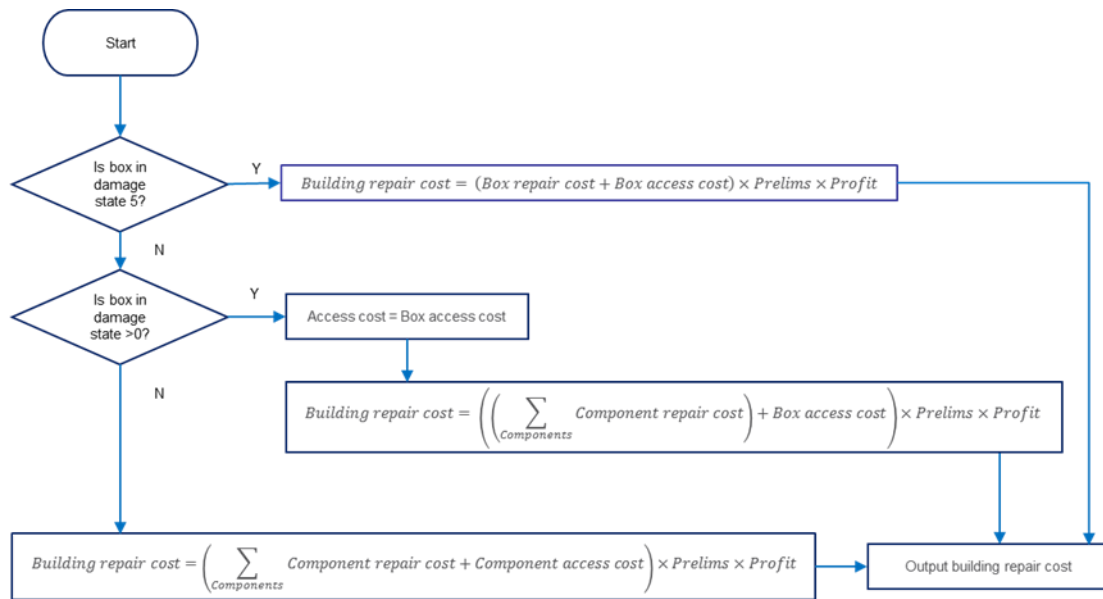 Start
Is box in
damage
state 5?
Y
Building repair cost = (Box repair cost + Box access cost) × Prelims × Profit
N
Is box in
damage
state >0?
Y
Access cost = Box access cost
N
Building repair cost = ((∑ Components Component repair cost) + Box access cost) × Prelims × Profit
Building repair cost = (∑ Components Component repair cost + Component access cost) × Prelims × Profit
Output building repair cost